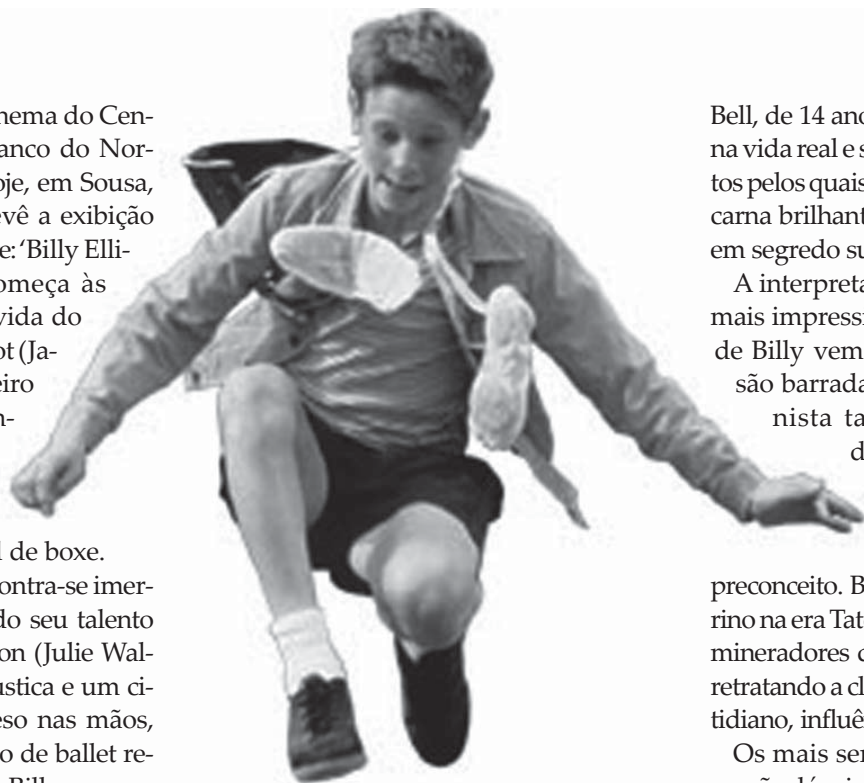 nema do Cen-
anco do Nor-
oje, em Sousa,
evê a exibição
e: ‘Billy Elli-
omeça às
vida do
ot (Ja-
eiro
n-
l de boxe.
ontra-se imer-
do seu talento
on (Julie Wal-
ústica e um ci-
eso nas mãos,
o de ballet re-
Billy
Bell, de 14 ano
na vida real e s
tos pelos quais
carna brilhant
em segredo su
A interpreta
mais impressi
de Billy vem
são barrada
nista ta
d
preconceito. B
rino na era Tat
mineradores c
retratando a cl
tidiano, influê
Os mais sen